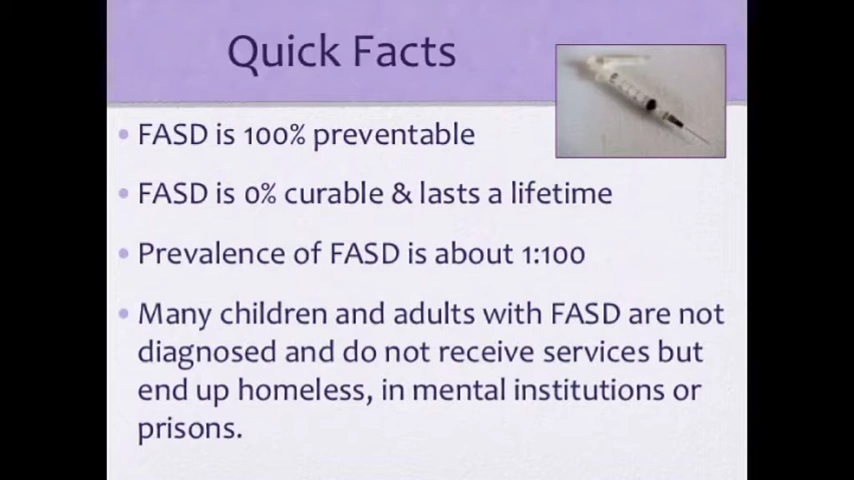 Quick Facts
• FASD is 100% preventable
• FASD is 0% curable & lasts a lifetime
• Prevalence of FASD is about 1:100
• Many children and adults with FASD are not
diagnosed and do not receive services but
end up homeless, in mental institutions or
prisons.